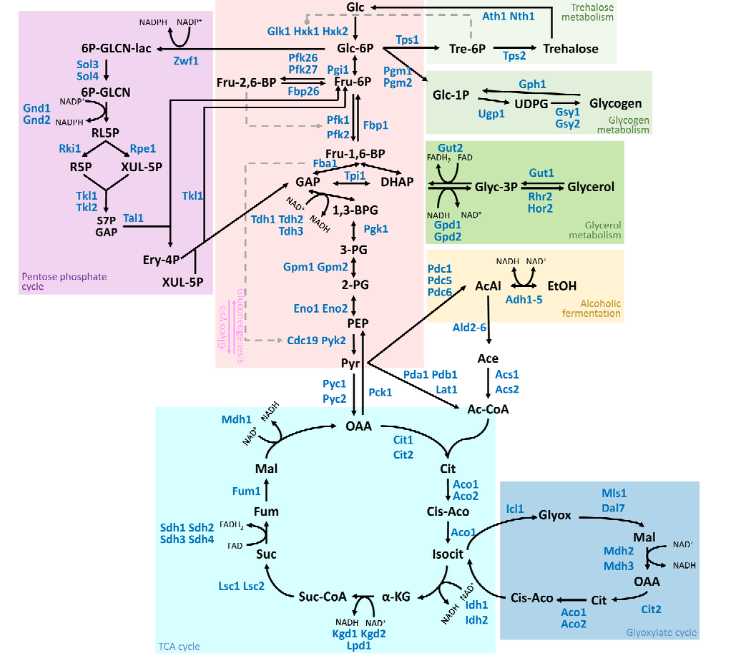 Glc
Ath1 Nth1
Trehalose
metabolism
NADPH NADP⁺
Glk1 Hxk1 Hxk2
6P-GLCN-lac
Zwf1
Glc-6P
Tps1
Tre-6P
Tps2
Trehalose
Sol3
Sol4
Pfk26
Pfk27
Pgi1
Pgm1
Pgm2
Fru-2,6-BP
Fbp26
Fru-6P
6P-GLCN
Gph1
Glc-1P
UDPG
Glycogen
Ugp1
Gsy1
Gsy2
Glycogen
metabolism
Gnd1
Gnd2
NADP⁺
NADPH
RL5P
Pfk1
Pfk2
Fbp1
Rki1
Rpe1
R5P
XUL-5P
Fru-1,6-BP
Fba1
Tpi1
GAP
DHAP
Gut2
FADH₂ FAD
Glyc-3P
Gut1
Glycerol
Rhr2
Hor2
NADH NAD⁺
Gpd1
Gpd2
Glycerol
metabolism
Tkl1
Tkl2
Tkl1
S7P
GAP
Tal1
NAD⁺
NADH
1,3-BPG
Tdh1 Tdh2
Tdh3
Pgk1
3-PG
Ery-4P
XUL-5P
Pentose phosphate
cycle
Gpm1 Gpm2
2-PG
Eno1 Eno2
PEP
Glycolysis
Gluconeogenesis
Cdc19 Pyk2
Pyr
Pdc1
Pdc5
Pdc6
NADH NAD⁺
AcAl
EtOH
Adh1-5
Alcoholic
fermentation
Ald2-6
Ace
Acs1
Acs2
Pda1 Pdb1
Lat1
Pyc1
Pyc2
Pck1
Ac-CoA
Mdh1
NADH
NAD⁺
OAA
Cit1
Cit2
Mal
Cit
Fum1
Aco1
Aco2
Fum
Cis-Aco
Sdh1 Sdh2
Sdh3 Sdh4
FADH₂
FAD
Aco1
Suc
Isocit
Lsc1 Lsc2
Suc-CoA
α-KG
NADH
NAD⁺
Idh1
Idh2
NADH NAD⁺
Kgd1 Kgd2
Lpd1
TCA cycle
Icl1
Glyox
Mls1
Dal7
Mal
Mdh2
Mdh3
NAD⁺
NADH
OAA
Cit2
Cit
Cis-Aco
Aco1
Aco2
Glyoxylate cycle